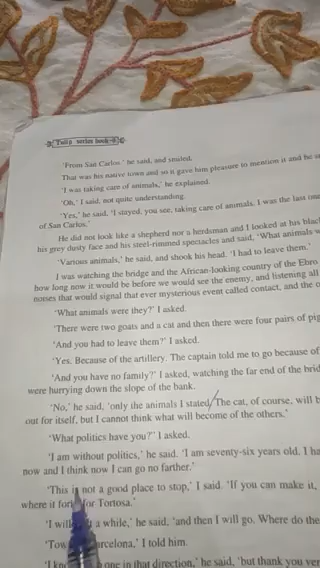 Tulip series book-8
'From San Carlos,' he said, and smiled.
That was his native town and so it gave him pleasure to mention it and he
'I was taking care of animals,' he explained.
'Oh,' I said, not quite understanding.
'Yes,' he said, 'I stayed, you see, taking care of animals. I was the last one
of San Carlos.'
He did not look like a shepherd nor a herdsman and I looked at his
his grey dusty face and his steel-rimmed spectacles and said, 'What animals
'Various animals,' he said, and shook his head. 'I had to leave them.'
I was watching the bridge and the African-looking country of the Ebro
how long now it would be before we would see the enemy, and listening all
noises that would signal that ever mysterious event called contact, and the
'What animals were they?' I asked.
'There were two goats and a cat and then there were four pairs of
'And you had to leave them?' I asked.
'Yes. Because of the artillery. The captain told me to go because of
'And you have no family?' I asked, watching the far end of the
were hurrying down the slope of the bank.
'No,' he said, 'only the animals I stated. The cat, of course, will
out for itself, but I cannot think what will become of the others.'
'What politics have you?' I asked.
'I am without politics,' he said. 'I am seventy-six years old. I
now and I think now I can go no farther.'
'This is not a good place to stop,' I said. 'If you can make it,
where it for Tortosa.'
'I will a while,' he said, 'and then I will go. Where do
I told him.
in that direction,' he said, 'but thank you